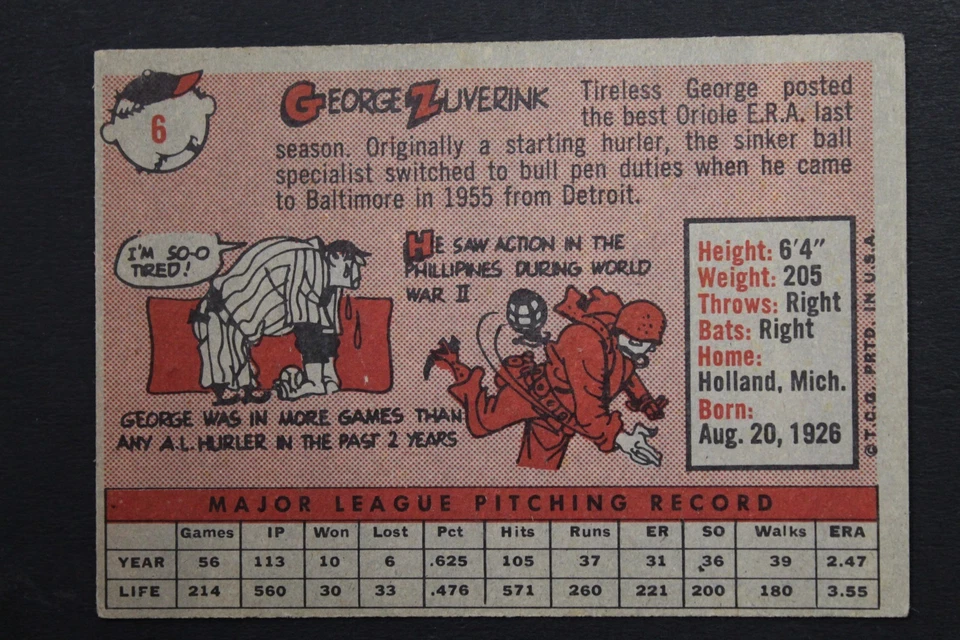 6
GEORGE ZUVERINK
Tireless George posted
the best Oriole E.R.A. last
season. Originally a starting hurler, the sinker ball
specialist switched to bull pen duties when he came
to Baltimore in 1955 from Detroit.
I'M SO-O
TIRED!
GEORGE WAS IN MORE GAMES THAN
ANY A.L. HURLER IN THE PAST 2 YEARS
HE SAW ACTION IN THE
PHILLIPINES DURING WORLD
WAR II
Height: 6'4"
Weight: 205
Throws: Right
Bats: Right
Home:
Holland, Mich.
Born:
Aug. 20, 1926
©T.C.G. PRTD. IN U.S.A.
MAJOR LEAGUE PITCHING RECORD
Games IP Won Lost Pct Hits Runs ER SO Walks ERA
YEAR 56 113 10 6 .625 105 37 31 36 39 2.47
LIFE 214 560 30 33 .476 571 260 221 200 180 3.55